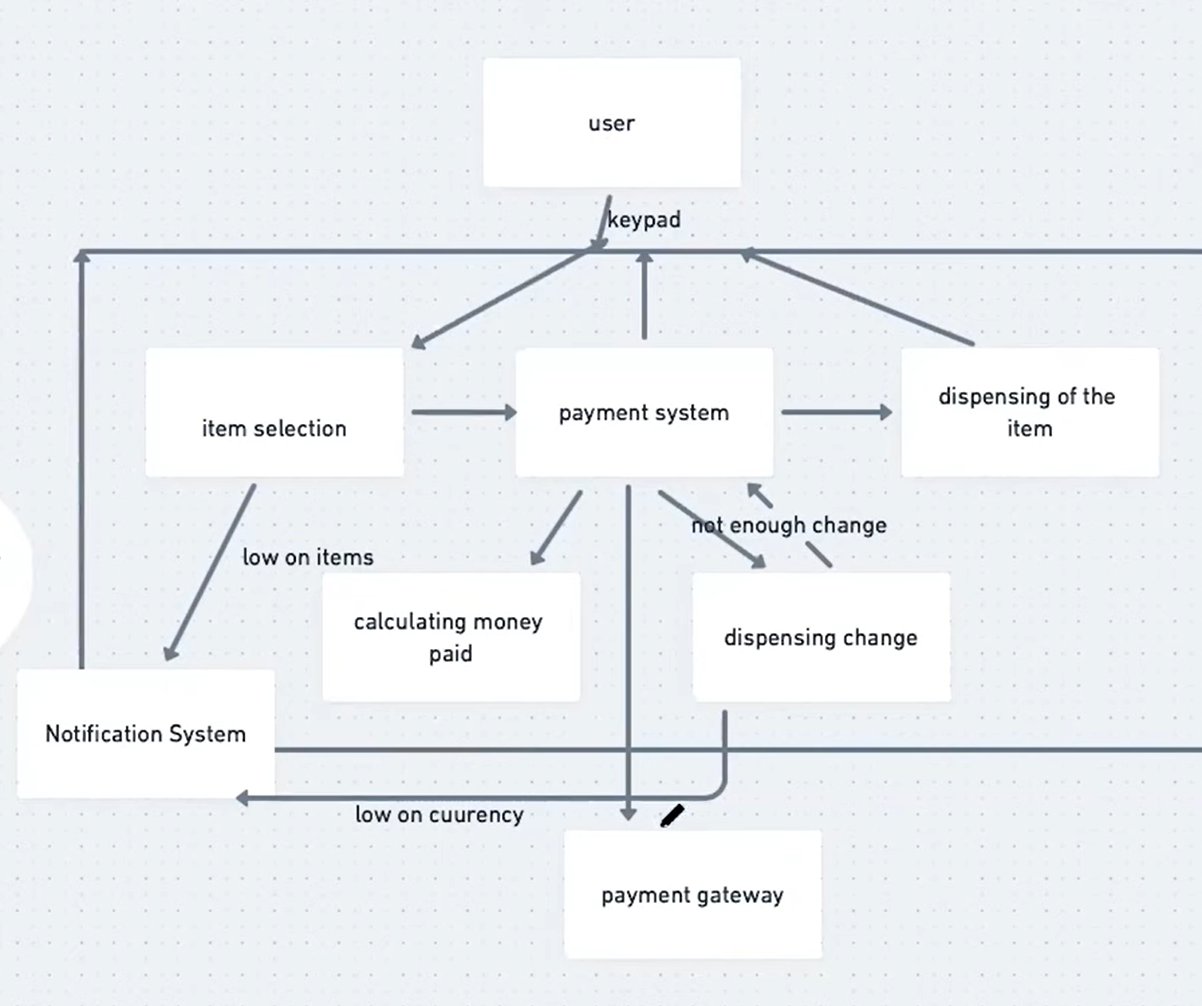 user
keypad
item selection
payment system
dispensing of the
item
not enough change
low on items
calculating money
paid
dispensing change
Notification System
low on cuurency
payment gateway